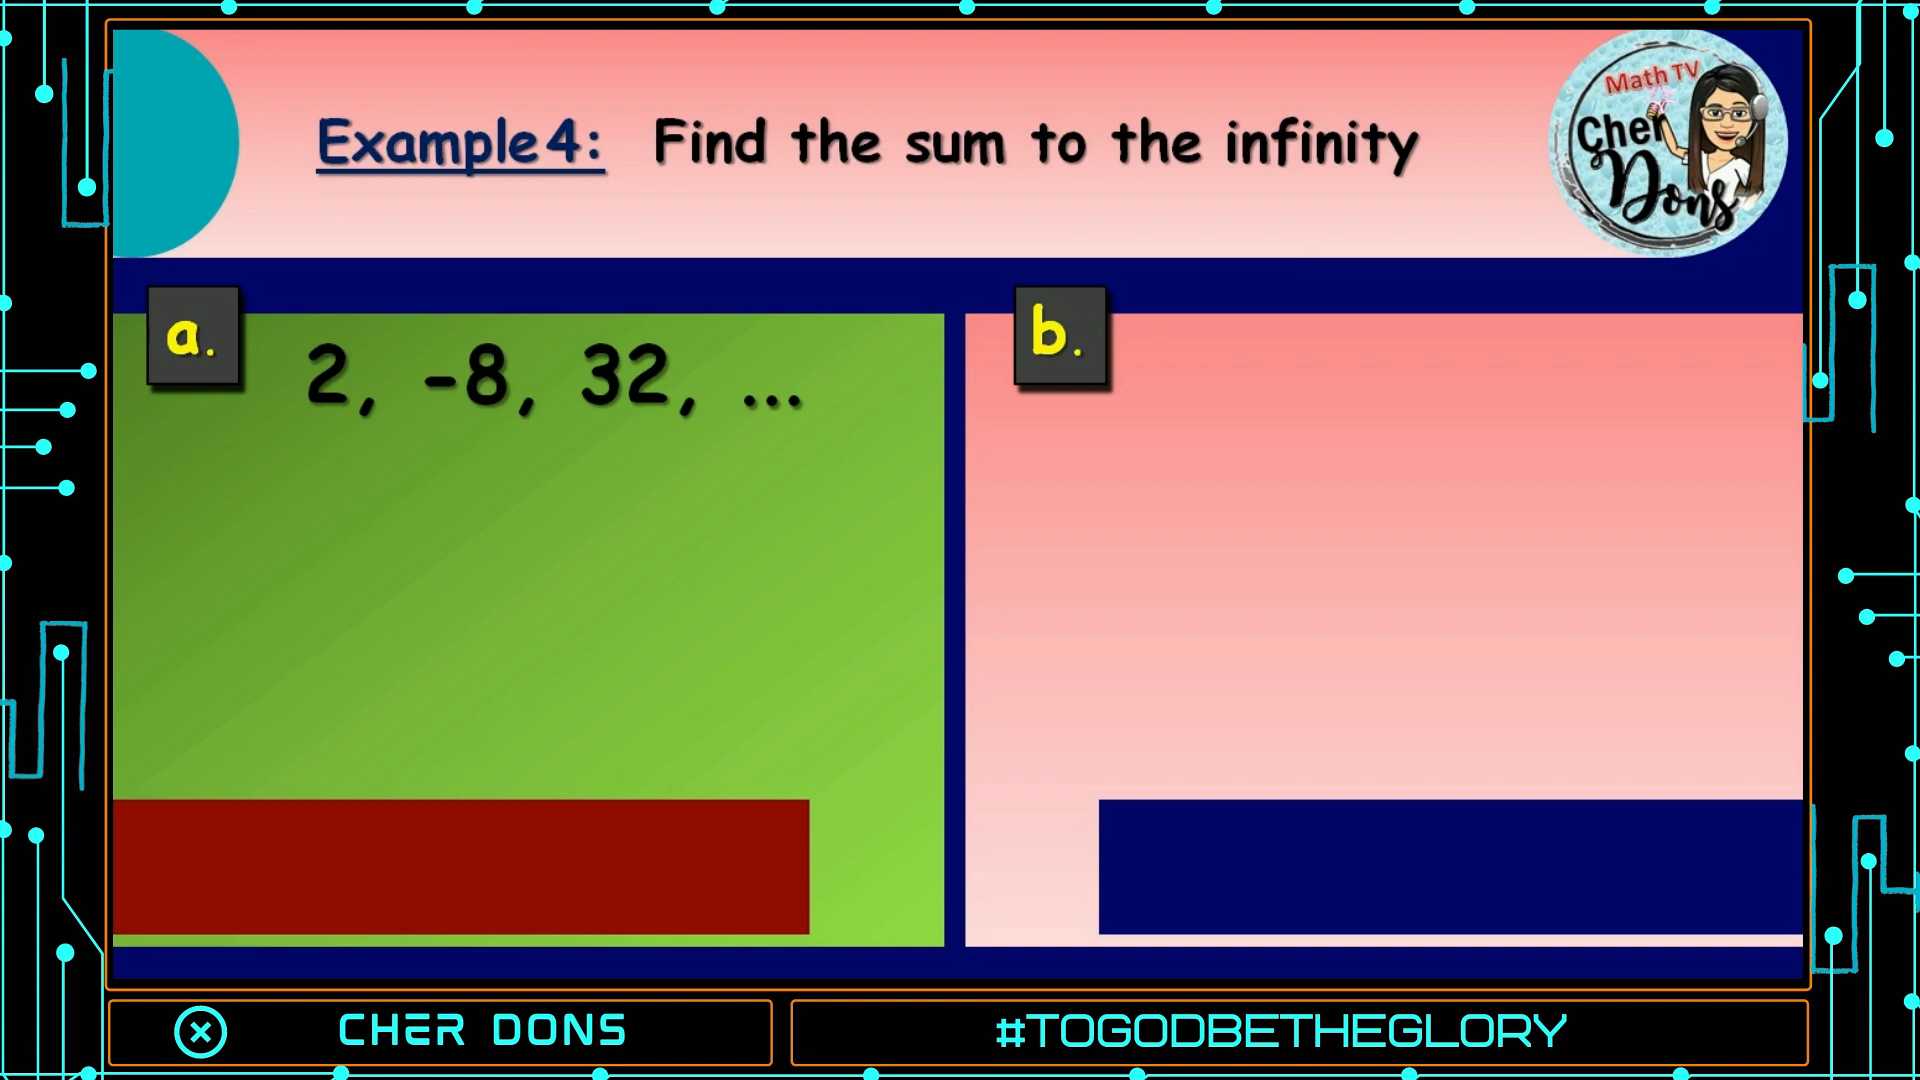 Example 4: Find the sum to the infinity
Math TV
Cher
Dons
a.
2, -8, 32, ...
b.
CHER DONS
#TOGODBETHEGLORY